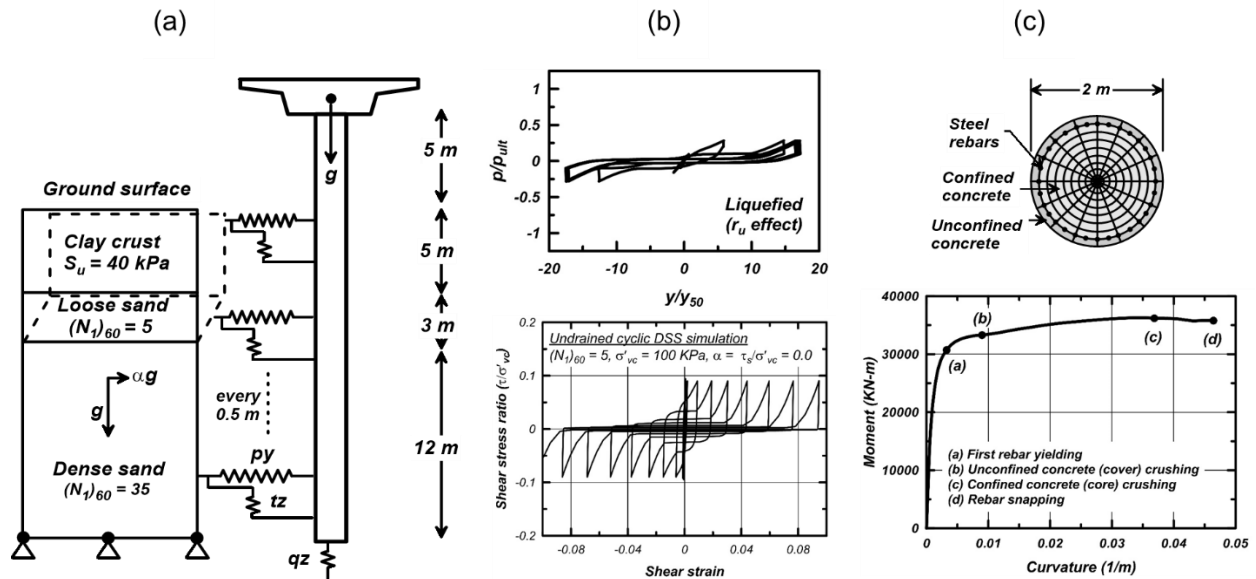 (a)
(b)
(c)
5 m
g
Ground surface
Clay crust
S_u = 40 kPa
5 m
Loose sand
(N_1)_60 = 5
3 m
αg
g
every
0.5 m
12 m
py
Dense sand
(N_1)_60 = 35
tz
qz
p/p_ult
1
0.5
0
-0.5
-1
Liquefied
(r_u effect)
-20
-10
0
10
20
y/y_50
Shear stress ratio (τ/σ'_vc)
0.2
0.1
0
-0.1
-0.2
Undrained cyclic DSS simulation
(N_1)_60 = 5, σ'_vc = 100 KPa, α = τ_s/σ'_vc = 0.0
-0.08
-0.04
0
0.04
0.08
Shear strain
2 m
Steel
rebars
Confined
concrete
Unconfined
concrete
Moment (KN-m)
40000
30000
20000
10000
0
(a)
(b)
(c)
(d)
(a) First rebar yielding
(b) Unconfined concrete (cover) crushing
(c) Confined concrete (core) crushing
(d) Rebar snapping
0
0.01
0.02
0.03
0.04
0.05
Curvature (1/m)